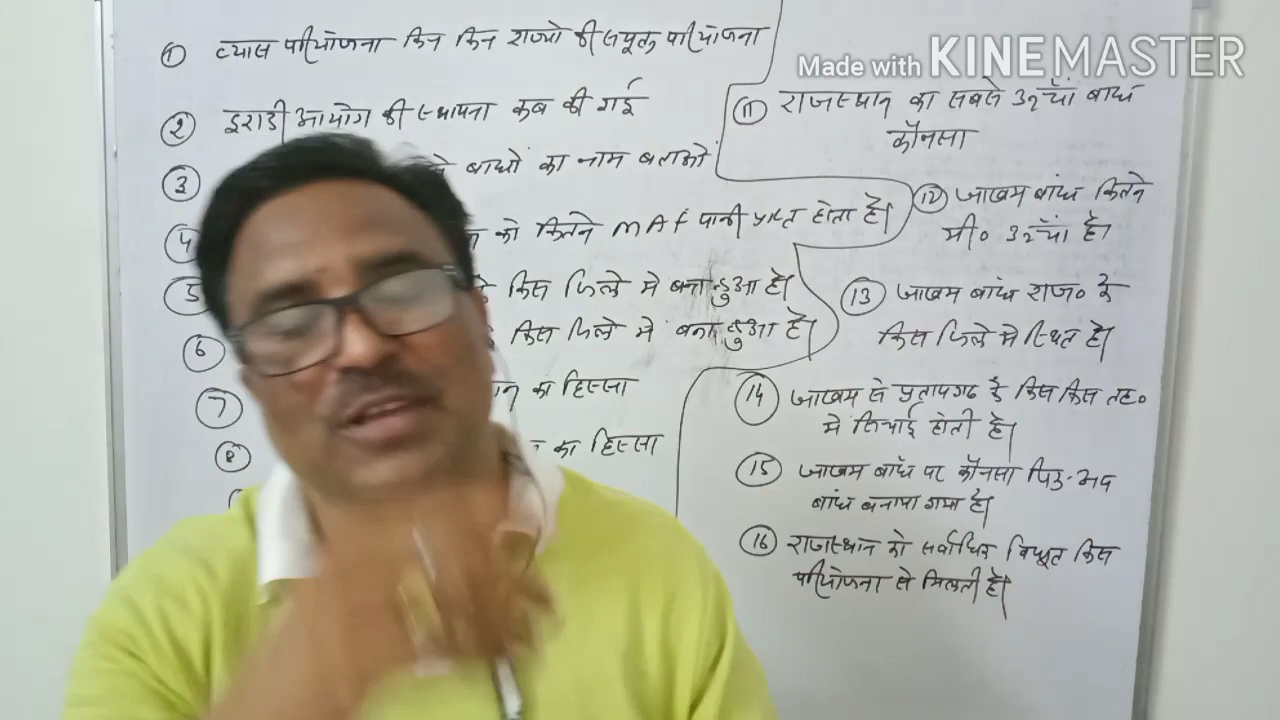 Made with KINEMASTER
① व्यास परियोजना किन किन राज्यो की संयुक्त परियोजना
② इराडी आयोग की स्थापना कब की गई
③ बाधों का नाम बताओ
④ को कितने MAF पानी प्राप्त होता है।
⑤ किस जिले मे बना हुआ है।
⑥ किस जिले मे बना हुआ है।
⑦ का हिस्सा
⑧ का हिस्सा
⑪ राजस्थान का सबसे ऊँचाँ बांध
कौनसा
⑫ जाखम बांध कितने
मी० ऊँचाँ है।
⑬ जाखम बांध राज० के
किस जिले मे स्थित है।
⑭ जाखम से प्रतापगढ के किस किस तह०
मे सिचाई होती है।
⑮ जाखम बाँध पर कौनसा पिकअप
बांध बनाया गया है।
⑯ राजस्थान को सर्वाधिक विधुत किस
परियोजना से मिलती है।